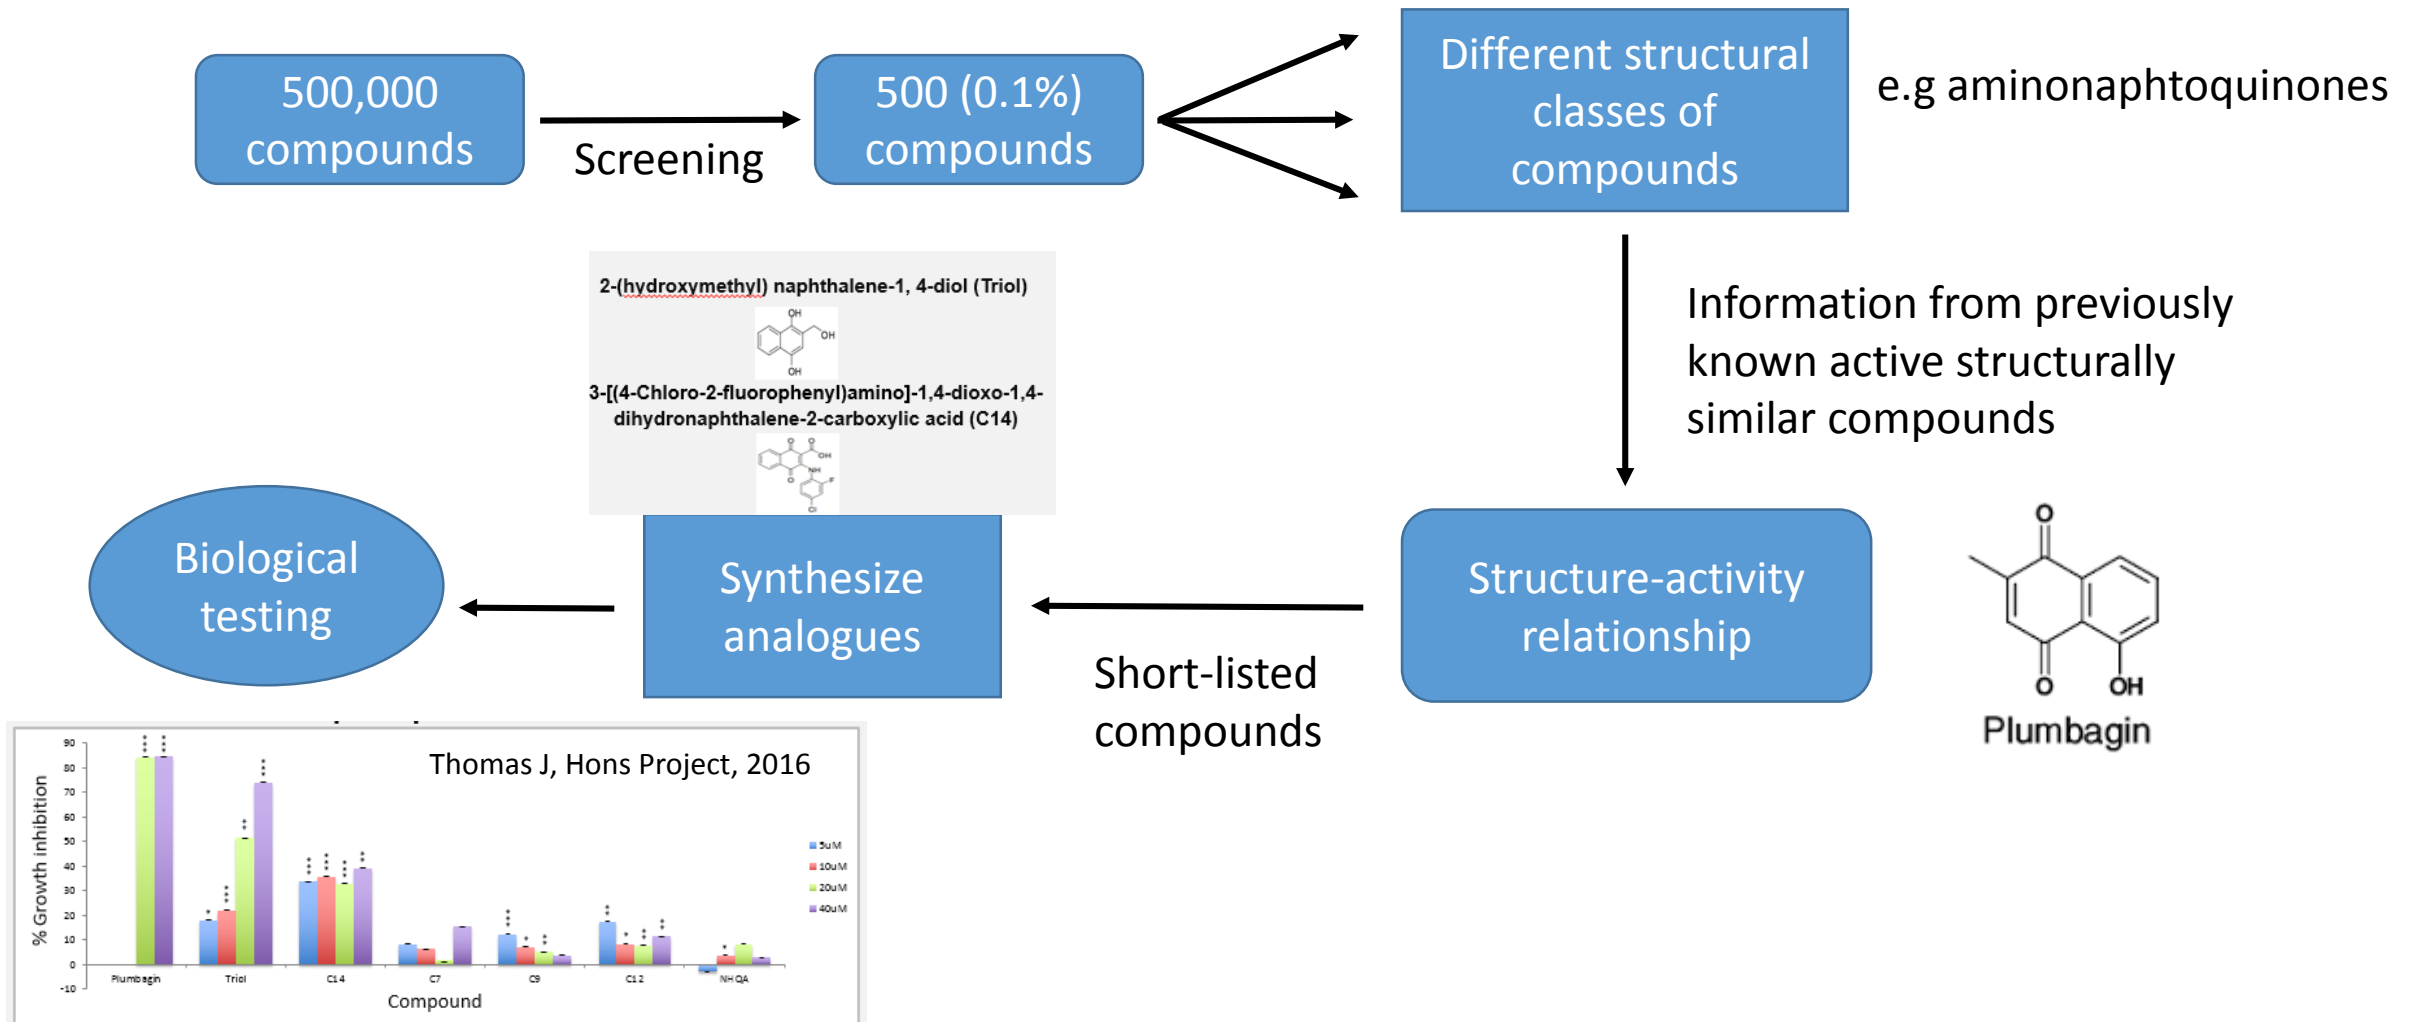 500,000
compounds
Screening
500 (0.1%)
compounds
Different structural
classes of
compounds
e.g aminonaphtoquinones
Information from previously
known active structurally
similar compounds
2-(hydroxymethyl) naphthalene-1, 4-diol (Triol)
OH
OH
OH
3-[(4-Chloro-2-fluorophenyl)amino]-1,4-dioxo-1,4-
dihydronaphthalene-2-carboxylic acid (C14)
O
O
OH
NH
O
F
Cl
Structure-activity
relationship
O
O
OH
Plumbagin
Short-listed
compounds
Synthesize
analogues
Biological
testing
Thomas J, Hons Project, 2016
% Growth inhibition
90
80
70
60
50
40
30
20
10
0
-10
**** ****
* *** ** ****
**** **** **** ***
**** * **
** * ** **
*
5uM
10uM
20uM
40uM
Plumbagin Triol C14 C7 C9 C12 NHQA
Compound